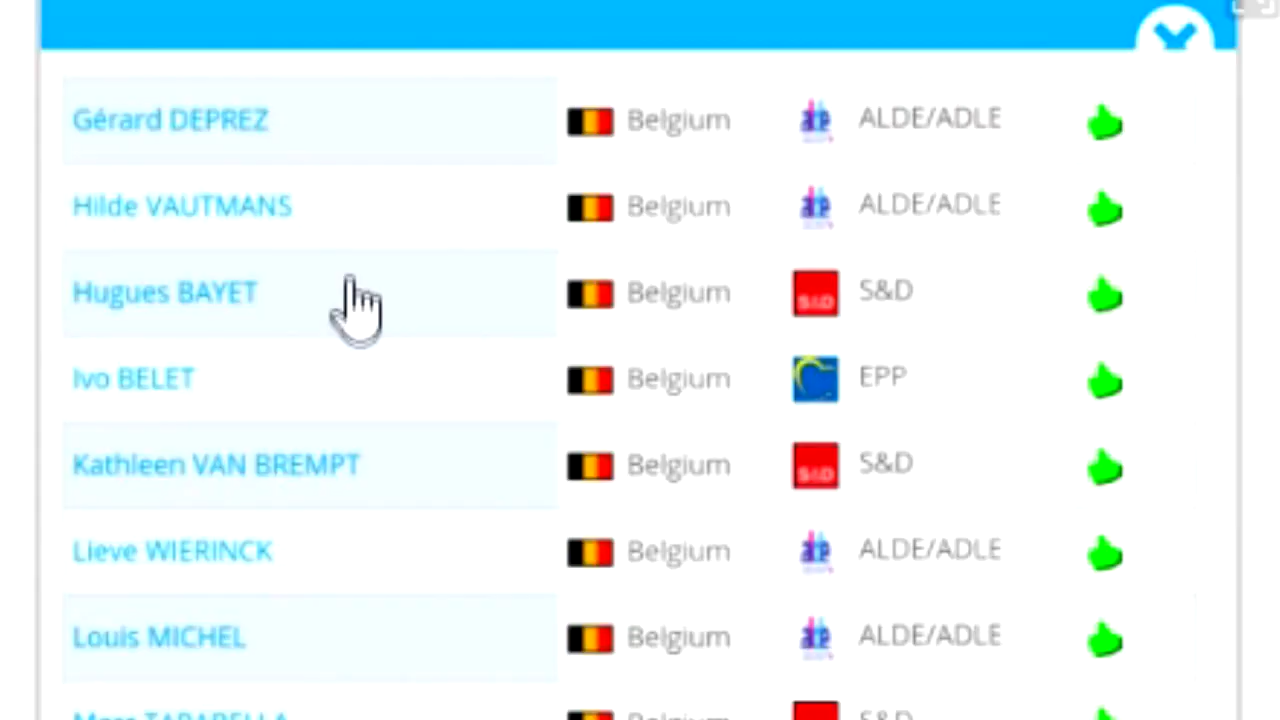 Gérard DEPREZ Belgium ALDE/ADLE
Hilde VAUTMANS Belgium ALDE/ADLE
Hugues BAYET Belgium S&D S&D
Ivo BELET Belgium EPP
Kathleen VAN BREMPT Belgium S&D S&D
Lieve WIERINCK Belgium ALDE/ADLE
Louis MICHEL Belgium ALDE/ADLE